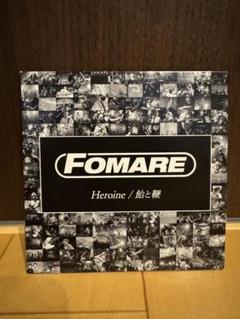 FOMARE
Heroine / 飴と鞭